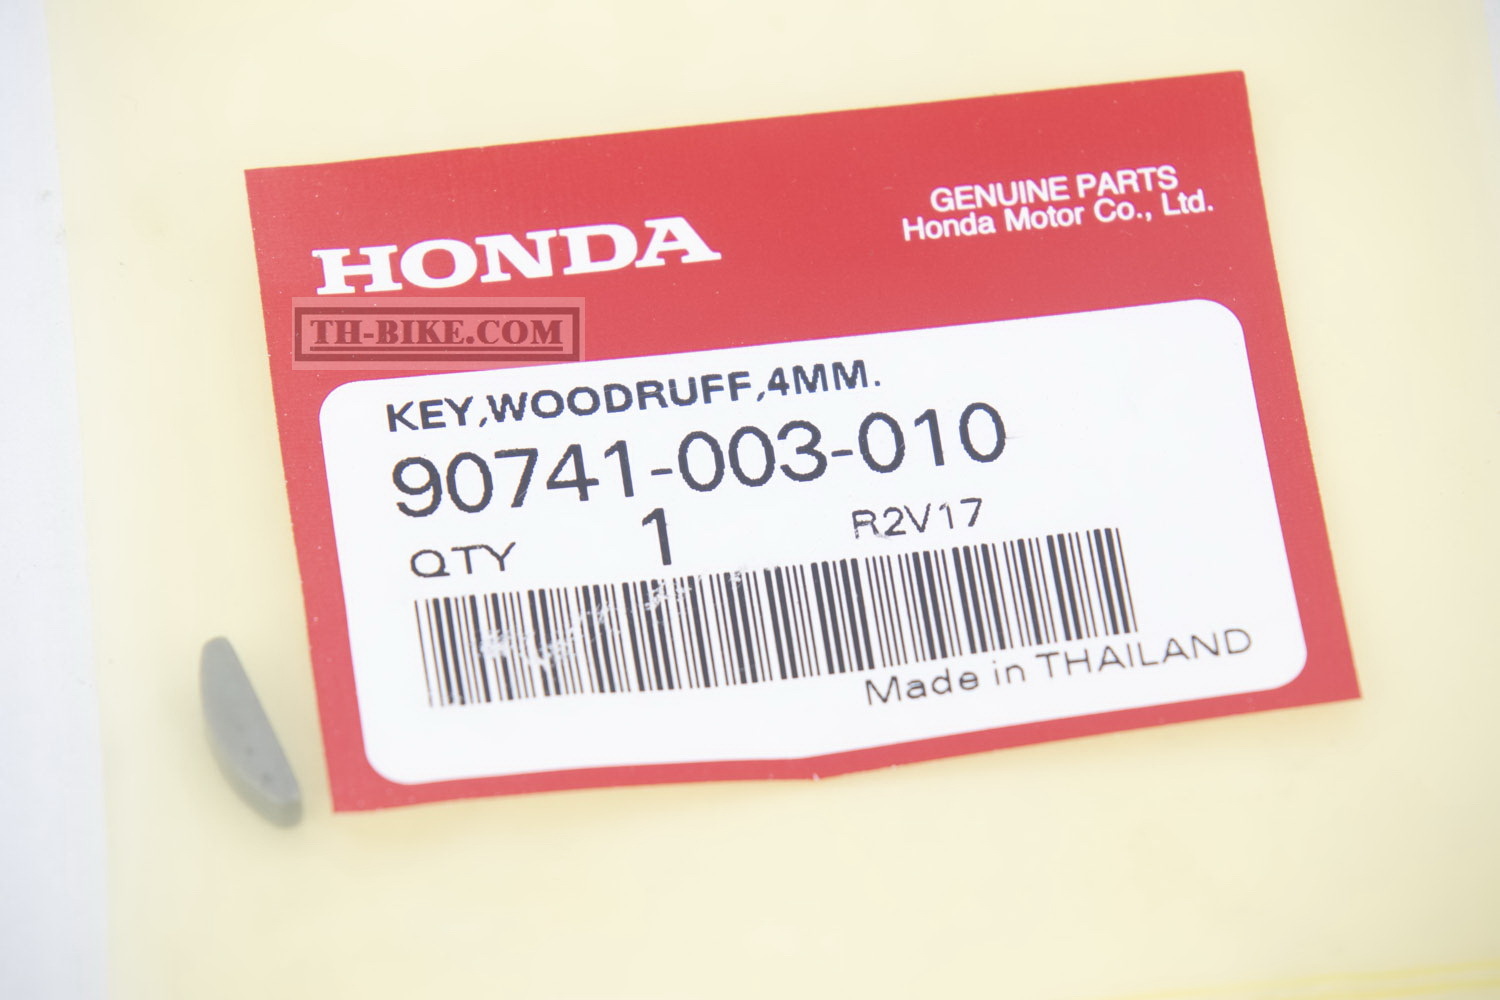 HONDA
GENUINE PARTS
Honda Motor Co., Ltd.
TH-BIKE.COM
KEY,WOODRUFF,4MM.
90741-003-010
QTY 1 R2V17
Made in THAILAND